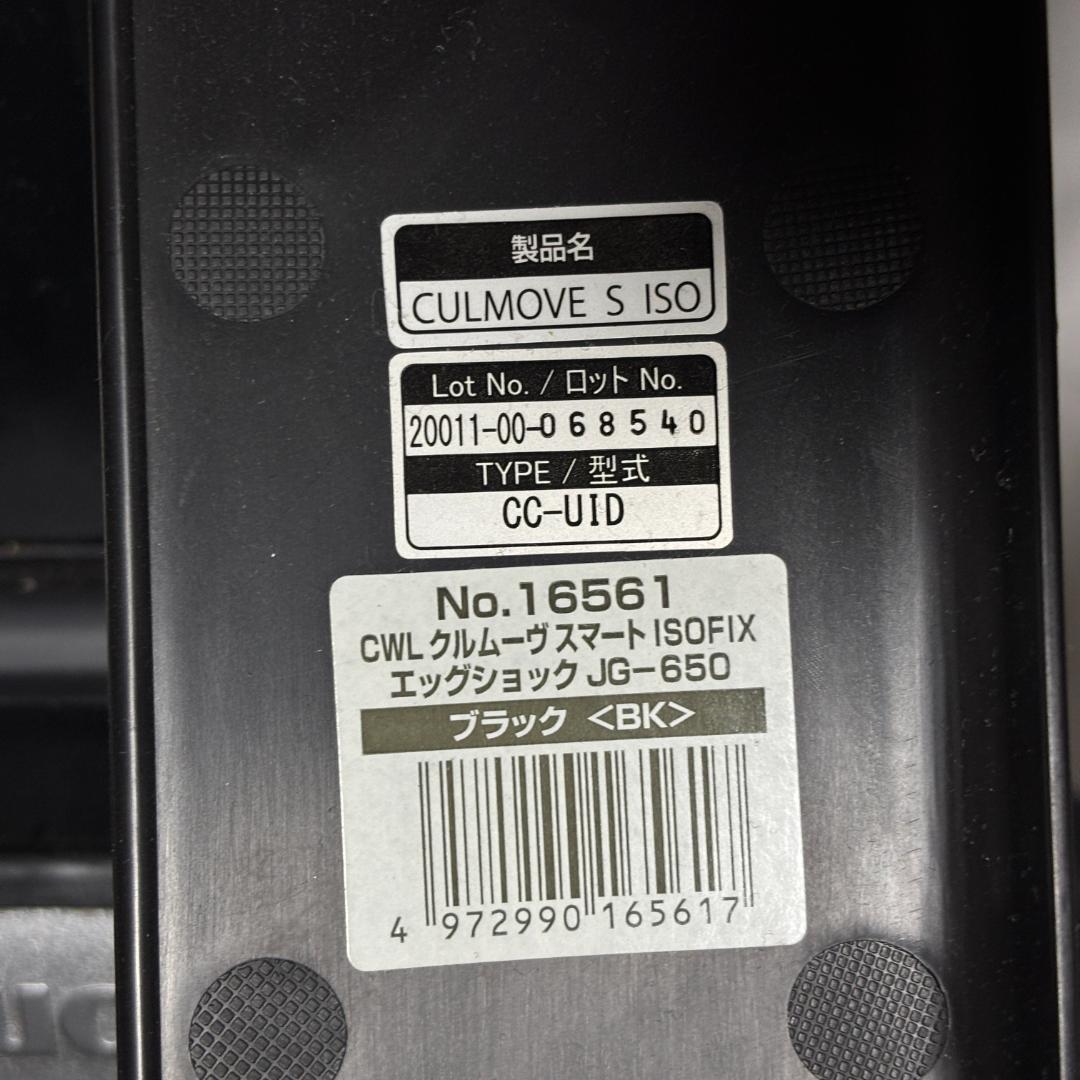 製品名
CULMOVE S ISO
Lot No. / ロット No.
20011-00-068540
TYPE / 型式
CC-UID
No.16561
CWL クルムーヴ スマート ISOFIX
エッグショック JG-650
ブラック <BK>
4 972990 165617